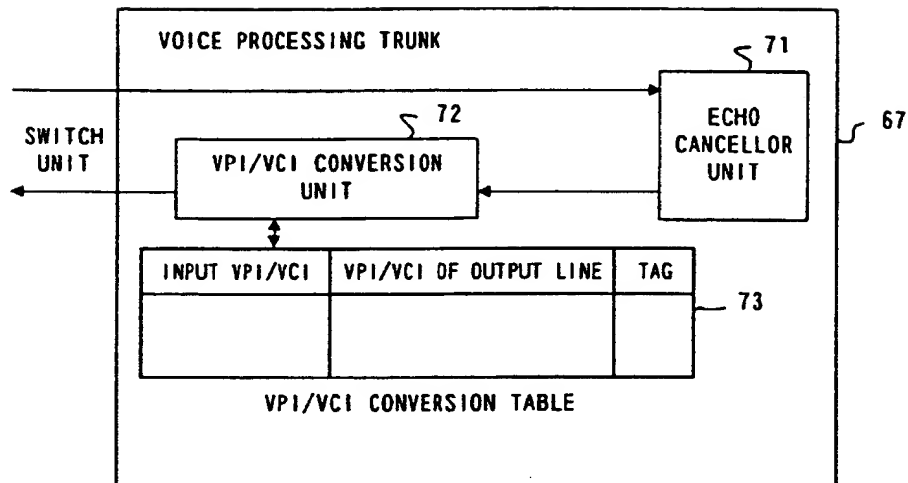 VOICE PROCESSING TRUNK
71
ECHO
CANCELLOR
UNIT
67
72
SWITCH
UNIT
VPI/VCI CONVERSION
UNIT
INPUT VPI/VCI VPI/VCI OF OUTPUT LINE TAG
73
VPI/VCI CONVERSION TABLE